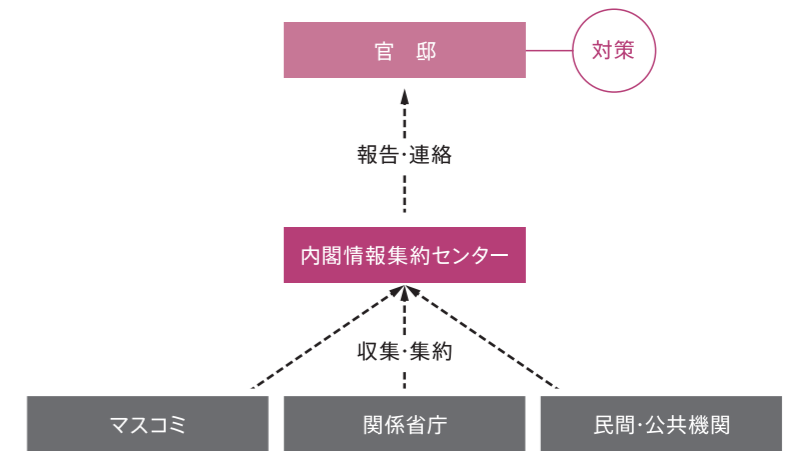 官　邸
対策
報告·連絡
内閣情報集約センター
収集·集約
マスコミ
関係省庁
民間·公共機関